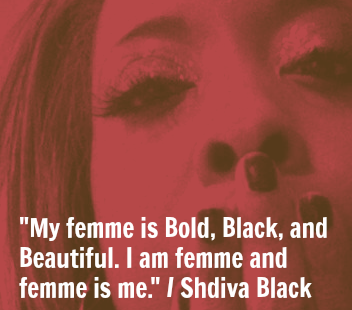 "My femme is Bold, Black, and
Beautiful. I am femme and
femme is me." / Shdiva Black